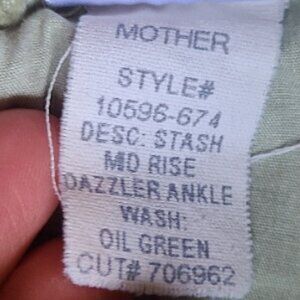 MOTHER
STYLE#
10596-674
DESC: STASH
MID RISE
DAZZLER ANKLE
WASH:
OIL GREEN
CUT# 706962